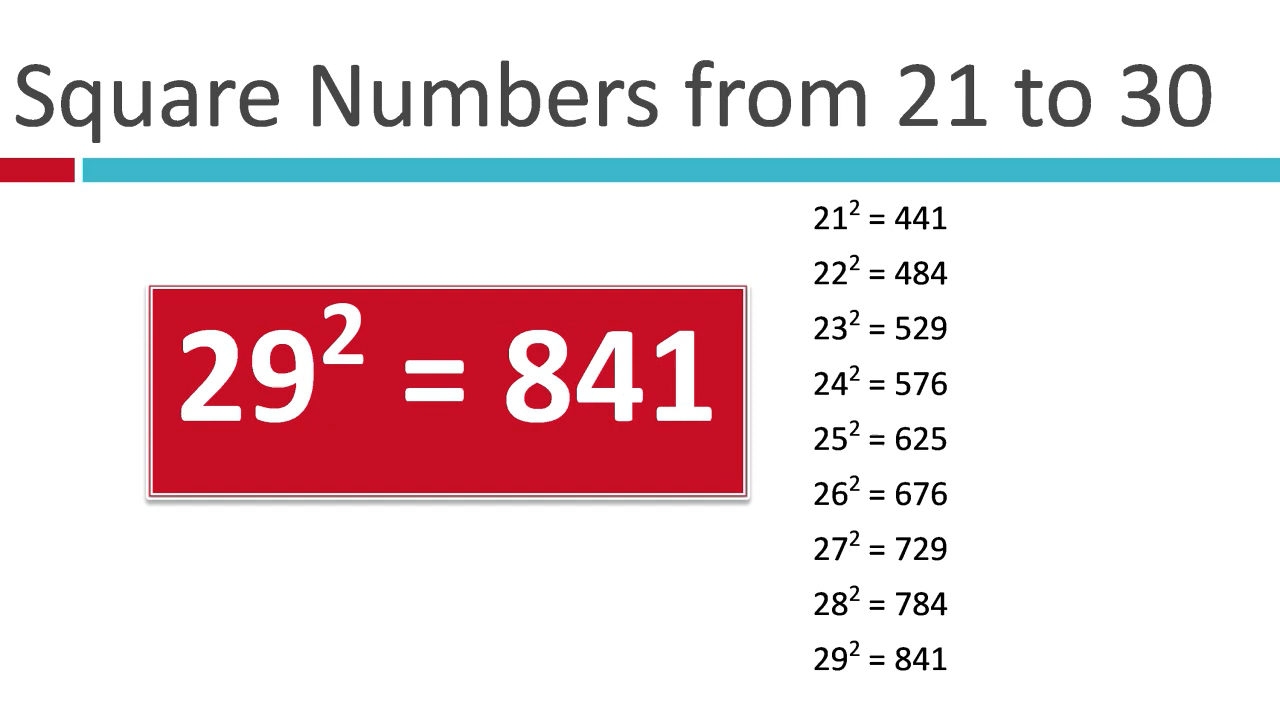 Square Numbers from 21 to 30
29² = 841
21² = 441
22² = 484
23² = 529
24² = 576
25² = 625
26² = 676
27² = 729
28² = 784
29² = 841